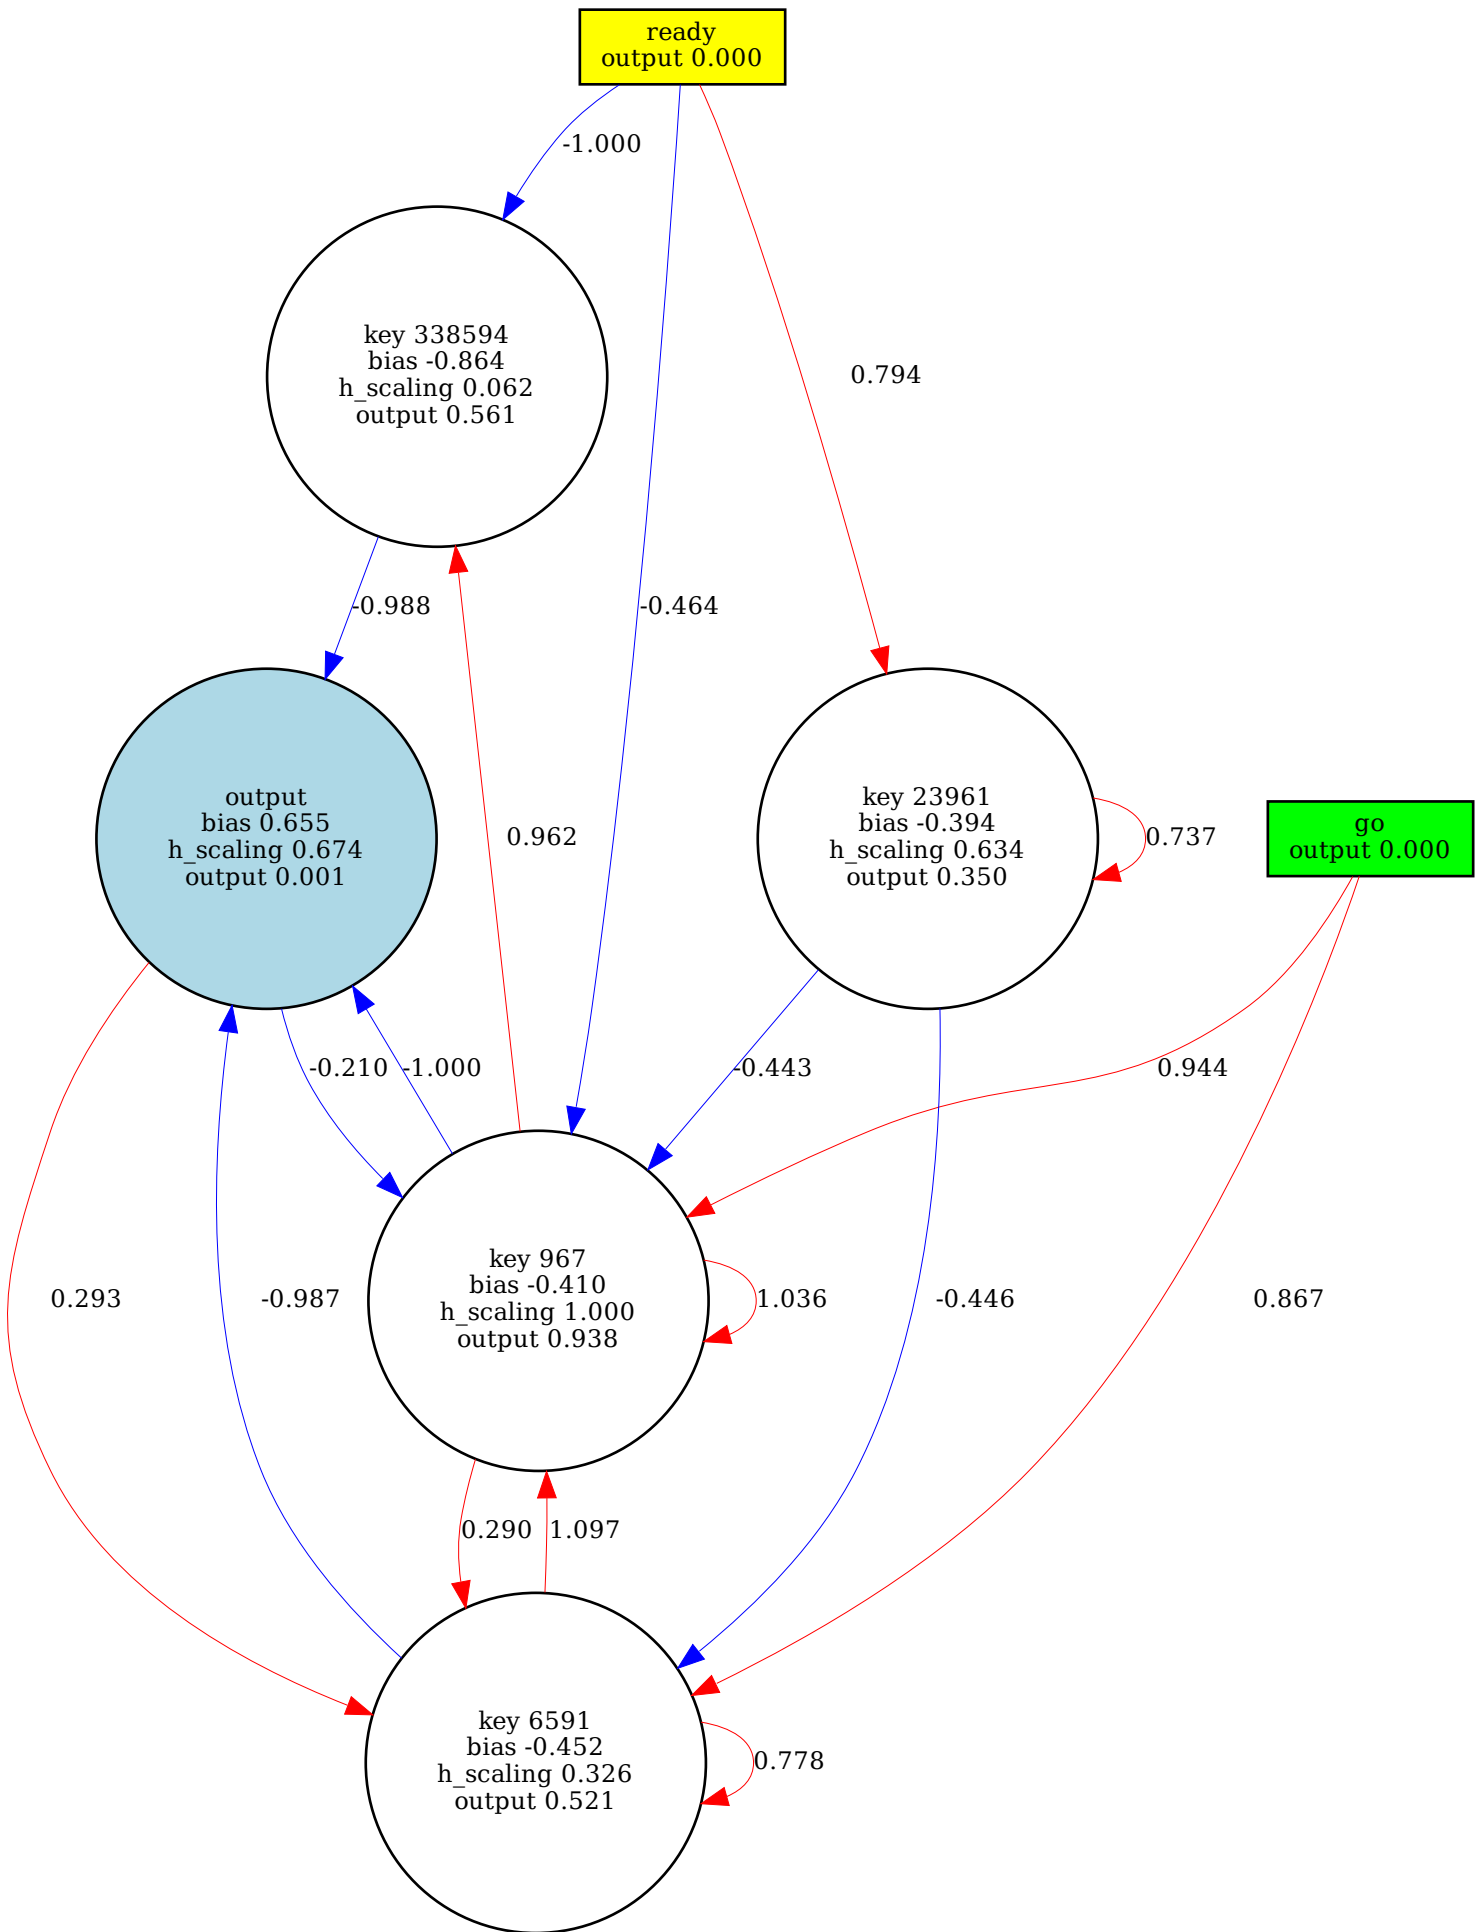 ready
output 0.000
-1.000
key 338594
bias -0.864
h_scaling 0.062
output 0.561
0.794
-0.988
-0.464
output
bias 0.655
h_scaling 0.674
output 0.001
0.962
key 23961
bias -0.394
h_scaling 0.634
output 0.350
0.737
go
output 0.000
-0.210
-1.000
-0.443
0.944
0.293
-0.987
key 967
bias -0.410
h_scaling 1.000
output 0.938
1.036
-0.446
0.867
0.290
1.097
key 6591
bias -0.452
h_scaling 0.326
output 0.521
0.778